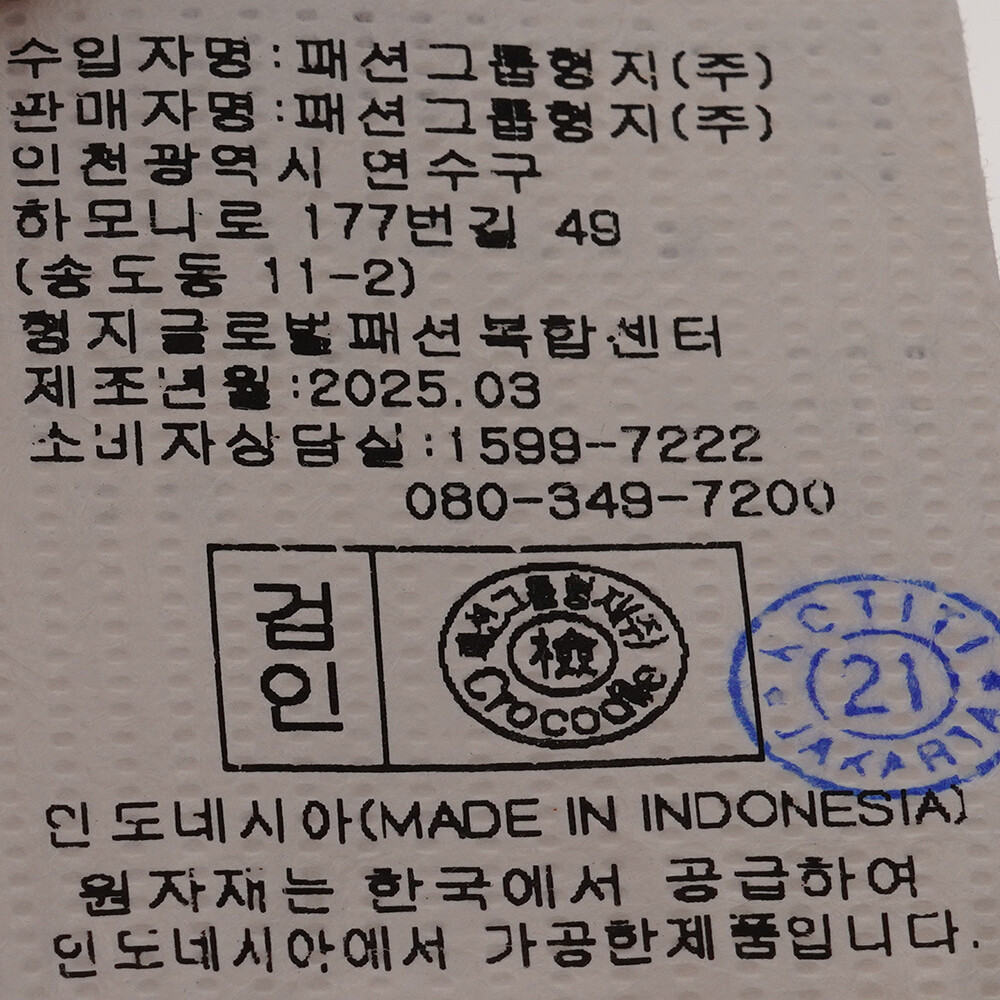 수입자명:패션그룹형지(주)
판매자명:패션그룹형지(주)
인천광역시 연수구
하모니로 177번길 49
(송도동 11-2)
형지글로벌패션복합센터
제조년월:2025.03
소비자상담실:1599-7222
080-349-7200
검인
패션그룹형지(주)
檢
Crocodile
ACTITI
21
JAKARTA
인도네시아(MADE IN INDONESIA)
원자재는 한국에서 공급하여
인도네시아에서 가공한제품입니다.